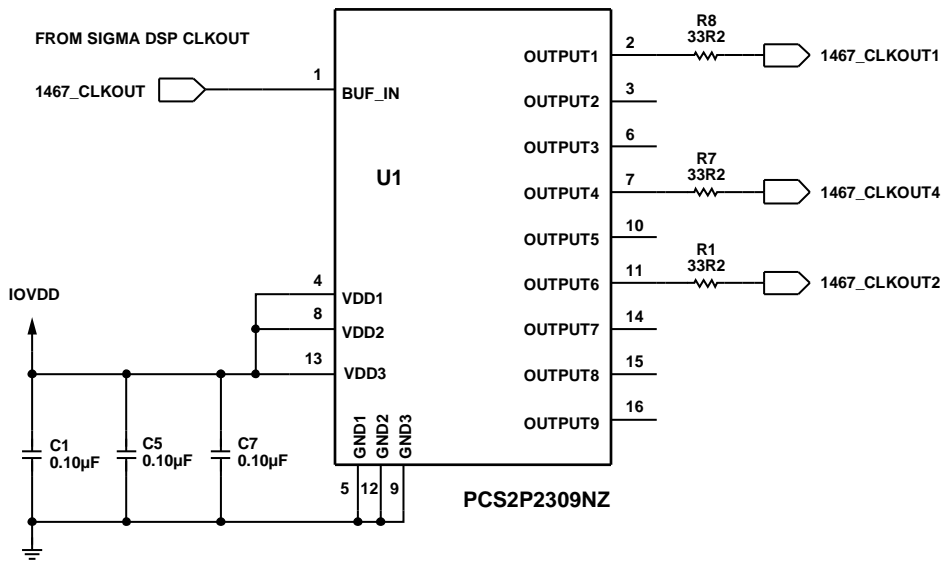 FROM SIGMA DSP CLKOUT
1467_CLKOUT
1
BUF_IN
U1
OUTPUT1
2
R8
33R2
1467_CLKOUT1
OUTPUT2
3
OUTPUT3
6
OUTPUT4
7
R7
33R2
1467_CLKOUT4
OUTPUT5
10
OUTPUT6
11
R1
33R2
1467_CLKOUT2
OUTPUT7
14
OUTPUT8
15
OUTPUT9
16
IOVDD
4
VDD1
8
VDD2
13
VDD3
C1
0.10µF
C5
0.10µF
C7
0.10µF
GND1
GND2
GND3
5
12
9
PCS2P2309NZ